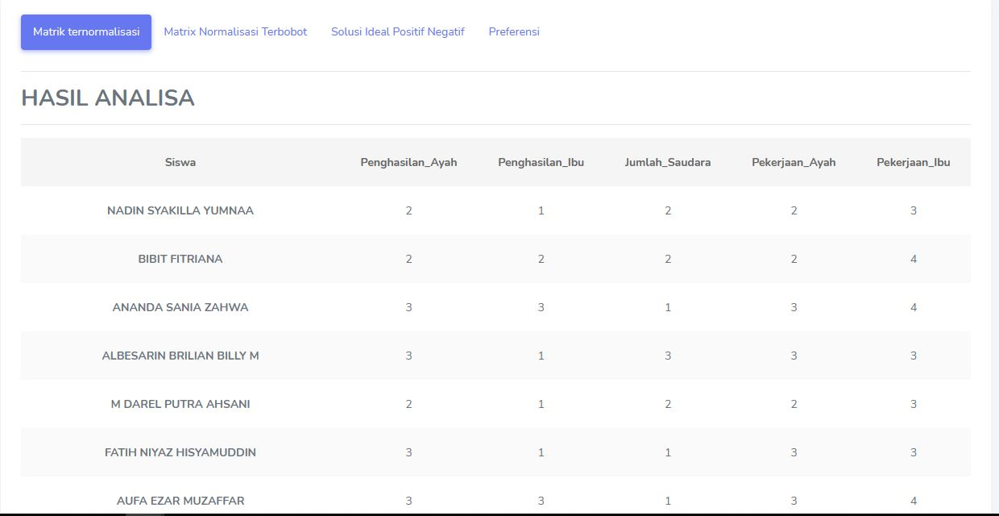 Matrik ternormalisasi Matrix Normalisasi Terbobot Solusi Ideal Positif Negatif Preferensi
HASIL ANALISA
Siswa Penghasilan_Ayah Penghasilan_Ibu Jumlah_Saudara Pekerjaan_Ayah Pekerjaan_Ibu
NADIN SYAKILLA YUMNAA 2 1 2 2 3
BIBIT FITRIANA 2 2 2 2 4
ANANDA SANIA ZAHWA 3 3 1 3 4
ALBESARIN BRILIAN BILLY M 3 1 3 3 3
M DAREL PUTRA AHSANI 2 1 2 2 3
FATIH NIYAZ HISYAMUDDIN 3 1 1 3 3
AUFA EZAR MUZAFFAR 3 3 1 3 4